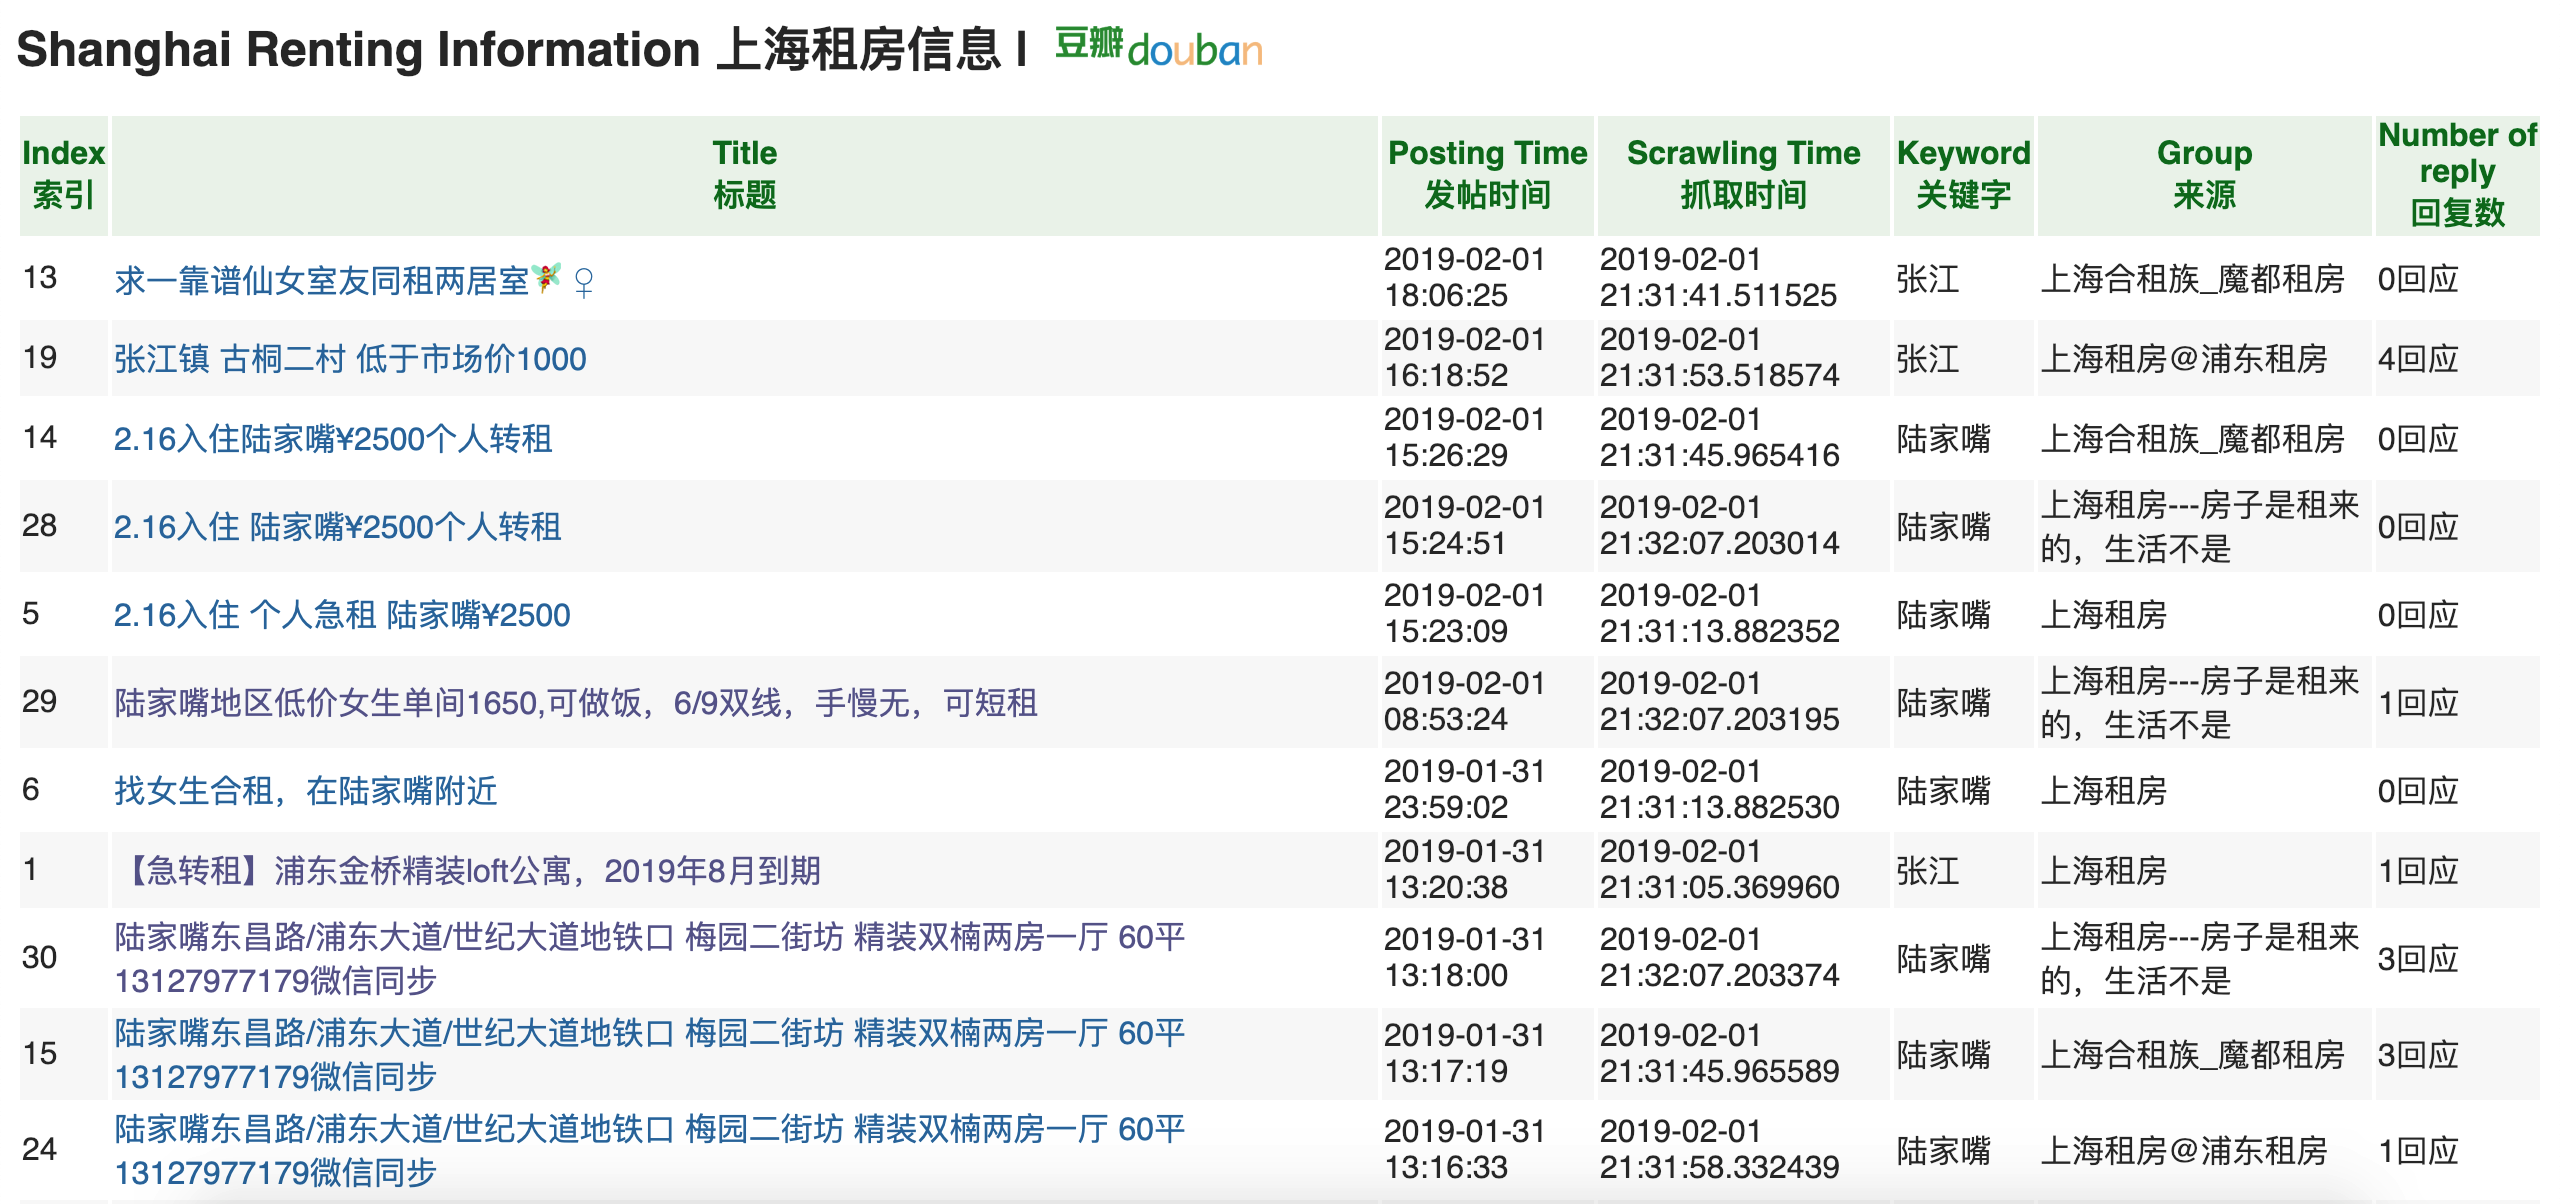 Shanghai Renting Information 上海租房信息 I 豆瓣douban
Index
索引
Title
标题
Posting Time
发帖时间
Scrawling Time
抓取时间
Keyword
关键字
Group
来源
Number of
reply
回复数
13
求一靠谱仙女室友同租两居室🧚♀
2019-02-01
18:06:25
2019-02-01
21:31:41.511525
张江
上海合租族_魔都租房
0回应
19
张江镇 古桐二村 低于市场价1000
2019-02-01
16:18:52
2019-02-01
21:31:53.518574
张江
上海租房@浦东租房
4回应
14
2.16入住陆家嘴¥2500个人转租
2019-02-01
15:26:29
2019-02-01
21:31:45.965416
陆家嘴
上海合租族_魔都租房
0回应
28
2.16入住 陆家嘴¥2500个人转租
2019-02-01
15:24:51
2019-02-01
21:32:07.203014
陆家嘴
上海租房---房子是租来
的，生活不是
0回应
5
2.16入住 个人急租 陆家嘴¥2500
2019-02-01
15:23:09
2019-02-01
21:31:13.882352
陆家嘴
上海租房
0回应
29
陆家嘴地区低价女生单间1650,可做饭，6/9双线，手慢无，可短租
2019-02-01
08:53:24
2019-02-01
21:32:07.203195
陆家嘴
上海租房---房子是租来
的，生活不是
1回应
6
找女生合租，在陆家嘴附近
2019-01-31
23:59:02
2019-02-01
21:31:13.882530
陆家嘴
上海租房
0回应
1
【急转租】浦东金桥精装loft公寓，2019年8月到期
2019-01-31
13:20:38
2019-02-01
21:31:05.369960
张江
上海租房
1回应
30
陆家嘴东昌路/浦东大道/世纪大道地铁口 梅园二街坊 精装双楠两房一厅 60平
13127977179微信同步
2019-01-31
13:18:00
2019-02-01
21:32:07.203374
陆家嘴
上海租房---房子是租来
的，生活不是
3回应
15
陆家嘴东昌路/浦东大道/世纪大道地铁口 梅园二街坊 精装双楠两房一厅 60平
13127977179微信同步
2019-01-31
13:17:19
2019-02-01
21:31:45.965589
陆家嘴
上海合租族_魔都租房
3回应
24
陆家嘴东昌路/浦东大道/世纪大道地铁口 梅园二街坊 精装双楠两房一厅 60平
13127977179微信同步
2019-01-31
13:16:33
2019-02-01
21:31:58.332439
陆家嘴
上海租房@浦东租房
1回应